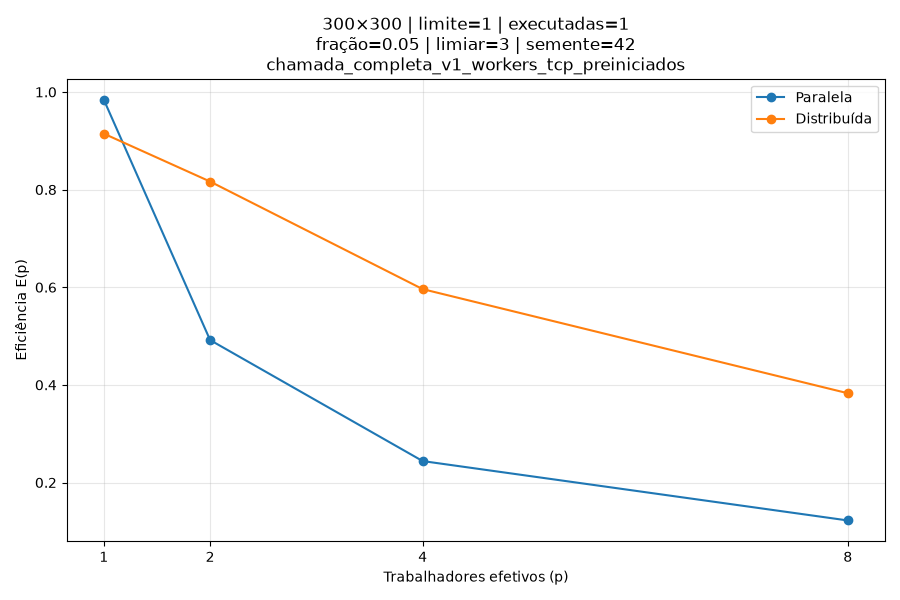 300×300 | limite=1 | executadas=1
fração=0.05 | limiar=3 | semente=42
chamada_completa_v1_workers_tcp_preiniciados
Paralela
Distribuída
Eficiência E(p)
1.0
0.8
0.6
0.4
0.2
1
2
4
8
Trabalhadores efetivos (p)